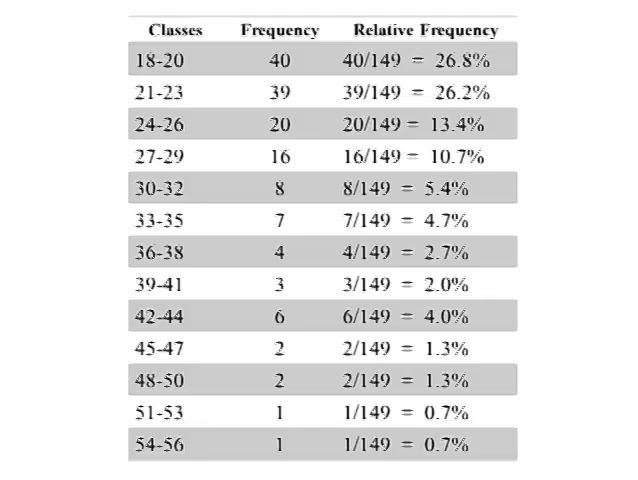 Classes Frequency Relative Frequency
18-20 40 40/149 = 26.8%
21-23 39 39/149 = 26.2%
24-26 20 20/149 = 13.4%
27-29 16 16/149 = 10.7%
30-32 8 8/149 = 5.4%
33-35 7 7/149 = 4.7%
36-38 4 4/149 = 2.7%
39-41 3 3/149 = 2.0%
42-44 6 6/149 = 4.0%
45-47 2 2/149 = 1.3%
48-50 2 2/149 = 1.3%
51-53 1 1/149 = 0.7%
54-56 1 1/149 = 0.7%